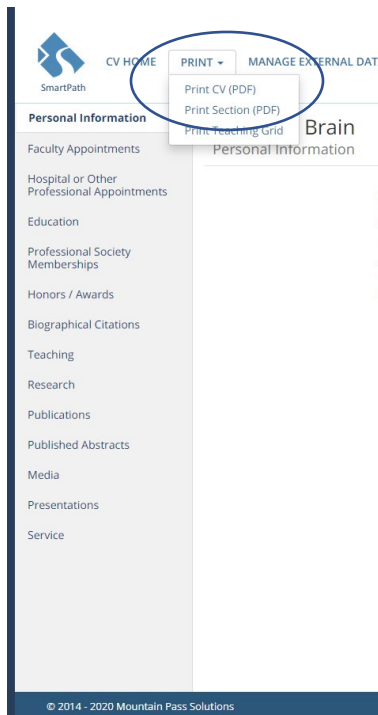 CV HOME PRINT MANAGE EXTERNAL DAT
SmartPath
Print CV (PDF)
Print Section (PDF)
Print Teaching Grid
Brain
Personal Information
Personal Information
Faculty Appointments
Hospital or Other
Professional Appointments
Education
Professional Society
Memberships
Honors / Awards
Biographical Citations
Teaching
Research
Publications
Published Abstracts
Media
Presentations
Service
© 2014 - 2020 Mountain Pass Solutions